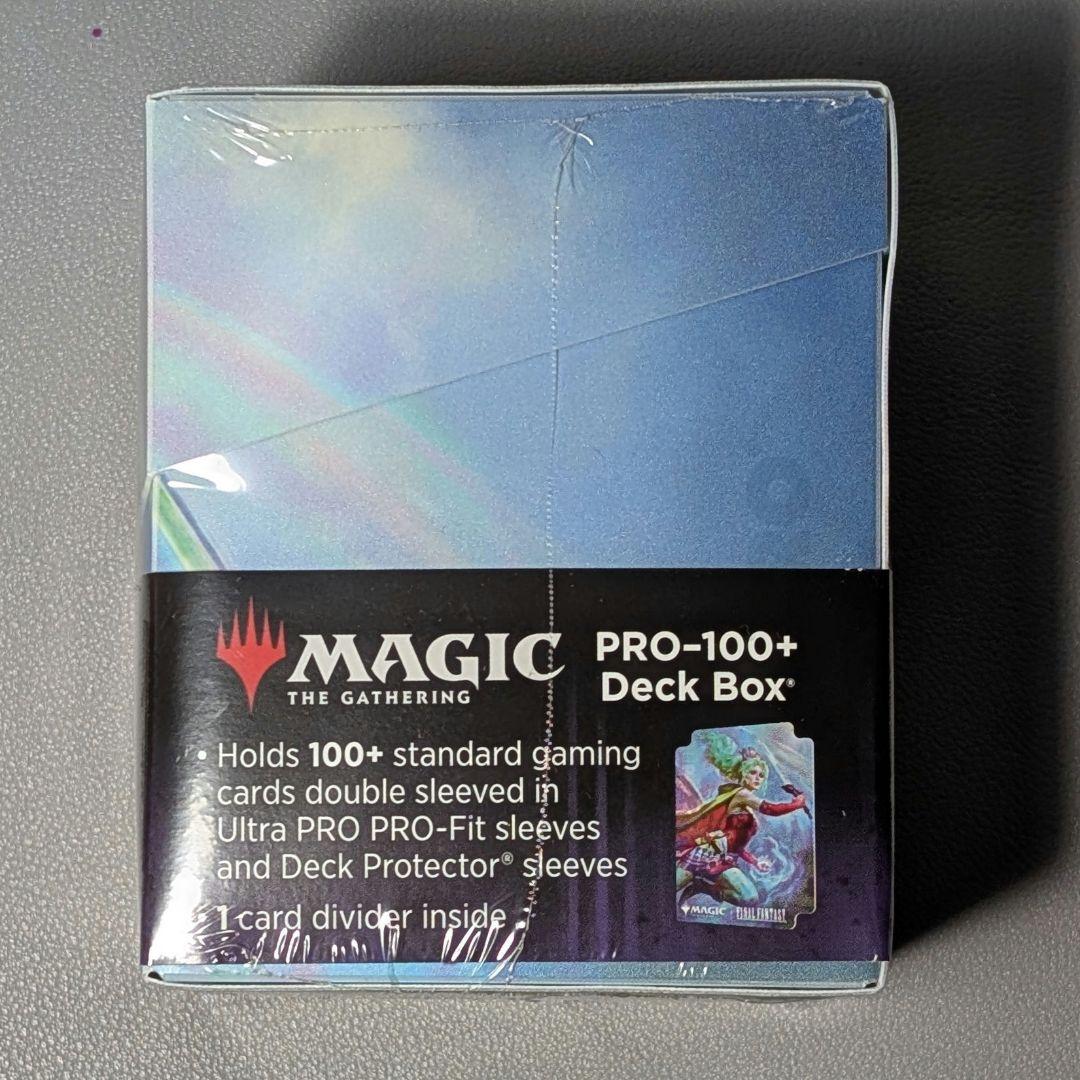 MAGIC
THE GATHERING
PRO-100+
Deck Box®
• Holds 100+ standard gaming
cards double sleeved in
Ultra PRO PRO-Fit sleeves
and Deck Protector® sleeves
• 1 card divider inside
MAGIC FINAL FANTASY